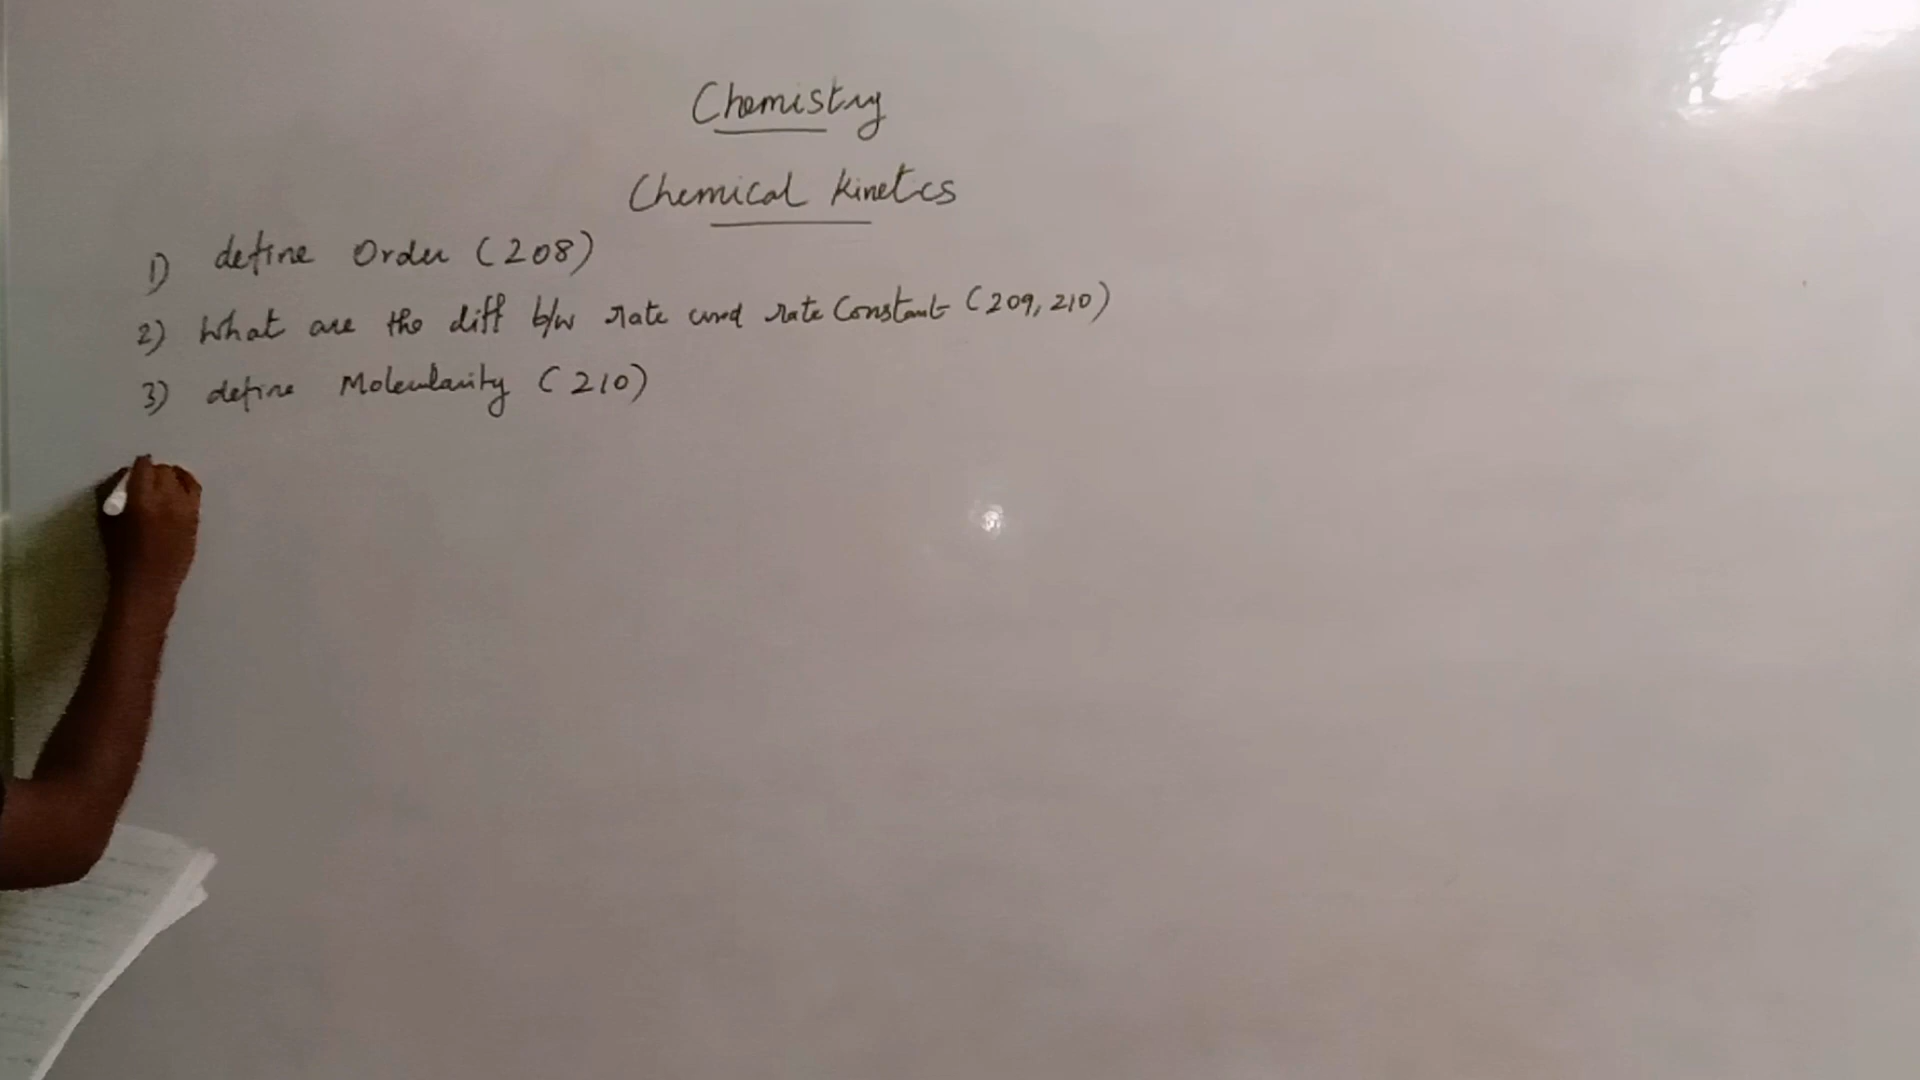 Chemistry
Chemical Kinetics
1) define Order (208)
2) What are the diff b/w rate and rate Constant (209, 210)
3) define Molecularity (210)